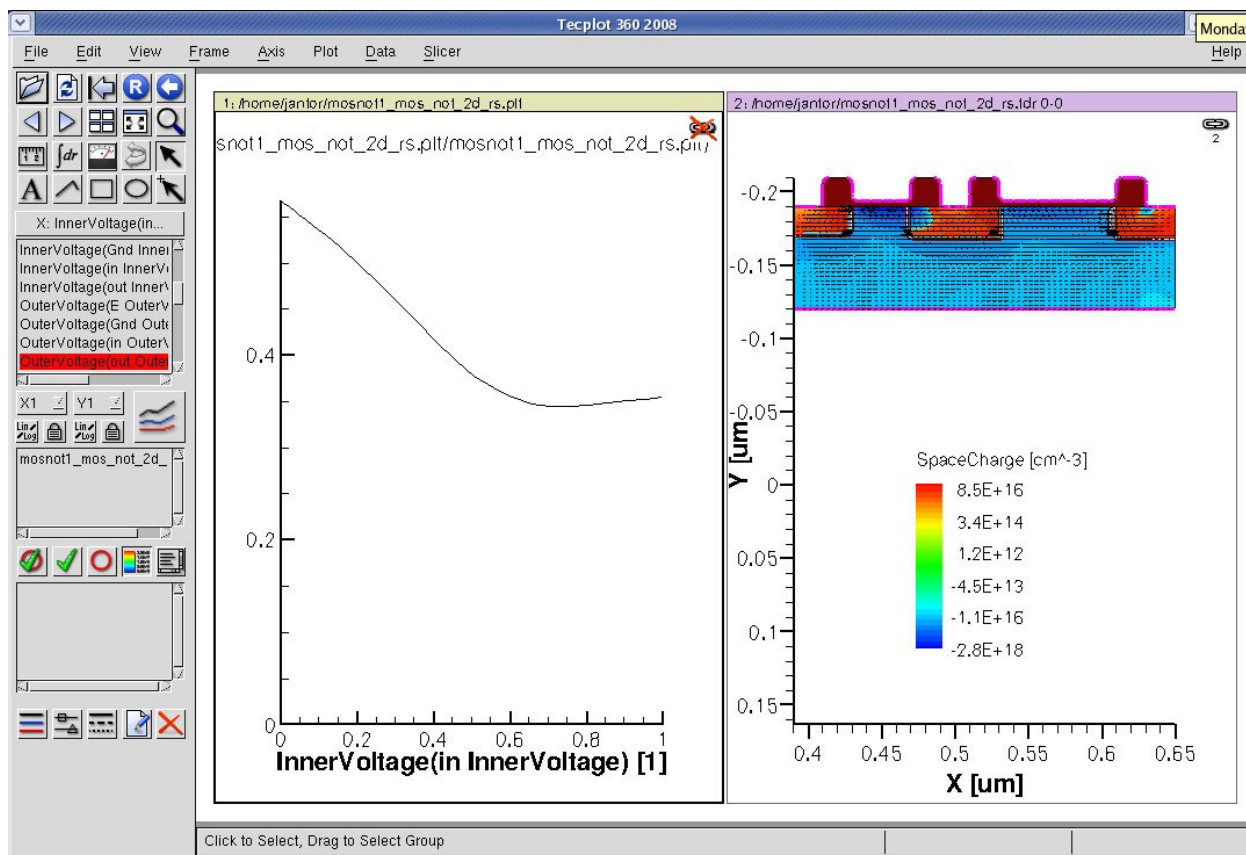 Tecplot 360 2008
Monda
File Edit View Frame Axis Plot Data Slicer Help
X: InnerVoltage(in...
InnerVoltage(Gnd Inner
InnerVoltage(in InnerV
InnerVoltage(out InnerV
OuterVoltage(E OuterV
OuterVoltage(Gnd Oute
OuterVoltage(in OuterV
OuterVoltage(out Outer
X1 Y1
Lin/Log Lin/Log
mosnot1_mos_not_2d_
1: /home/jantor/mosnot1_mos_not_2d_rs.plt
snot1_mos_not_2d_rs.plt/mosnot1_mos_not_2d_rs.plt/
0.4
0.2
0
0 0.2 0.4 0.6 0.8 1
InnerVoltage(in InnerVoltage) [1]
2: /home/jantor/mosnot1_mos_not_2d_rs.tdr 0-0
2
-0.2
-0.15
-0.1
-0.05
0
0.05
0.1
0.15
Y [um]
SpaceCharge [cm^-3]
8.5E+16
3.4E+14
1.2E+12
-4.5E+13
-1.1E+16
-2.8E+18
0.4 0.45 0.5 0.55 0.6 0.65
X [um]
Click to Select, Drag to Select Group